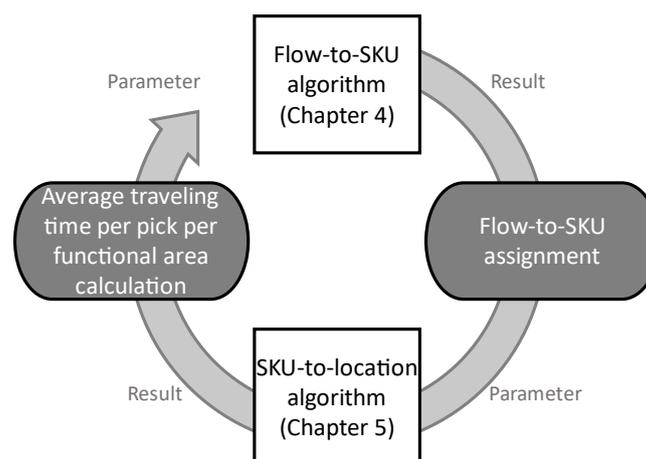 Flow-to-SKU
algorithm
(Chapter 4)
Parameter
Result
Average traveling
time per pick per
functional area
calculation
Flow-to-SKU
assignment
SKU-to-location
algorithm
(Chapter 5)
Result
Parameter